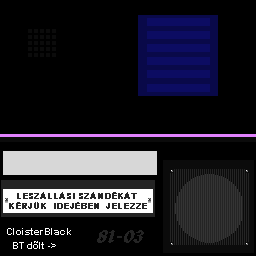 LESZÁLLÁSI SZÁNDÉKÁT
KÉRJÜK IDEJÉBEN JELEZZE
CloisterBlack
BT dőlt ->
81-03